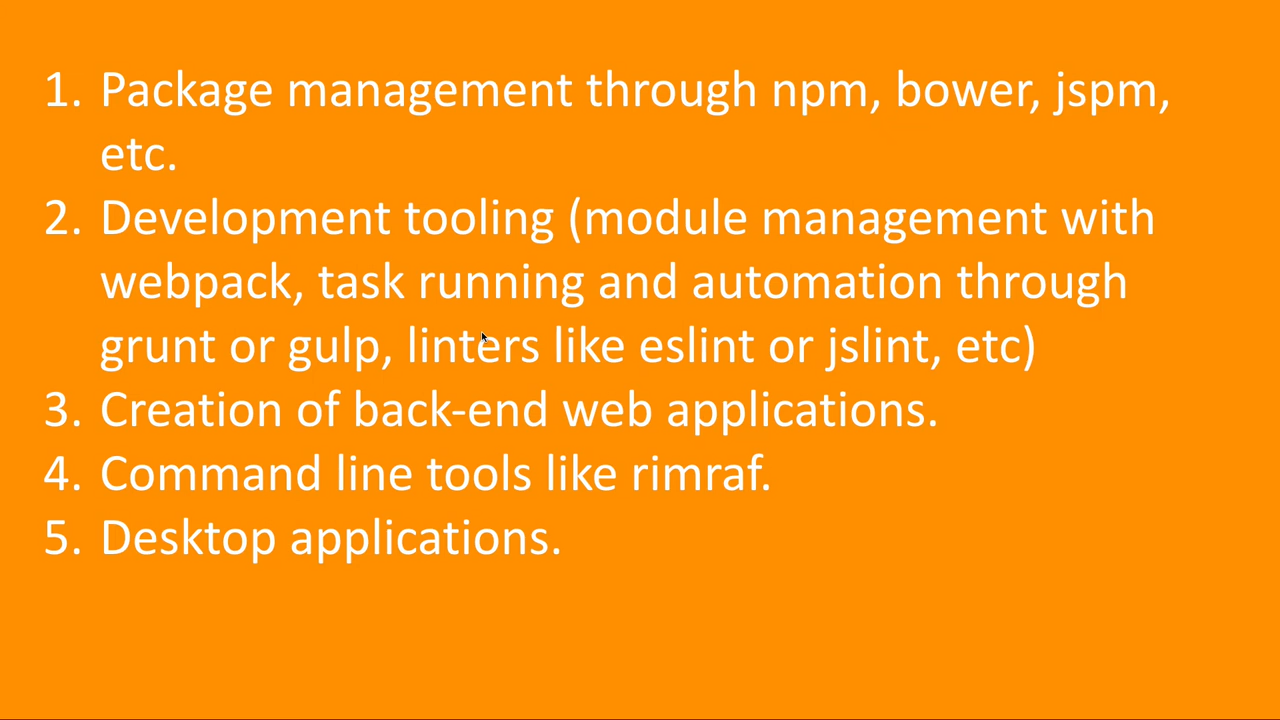 1. Package management through npm, bower, jspm,
etc.
2. Development tooling (module management with
webpack, task running and automation through
grunt or gulp, linters like eslint or jslint, etc)
3. Creation of back-end web applications.
4. Command line tools like rimraf.
5. Desktop applications.